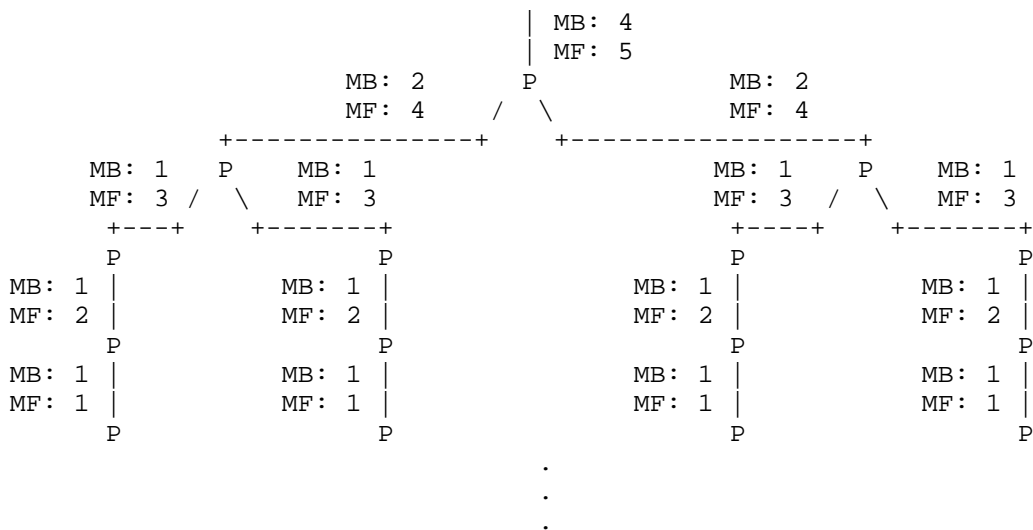 | MB: 4
                                 | MF: 5
                     MB: 2      P            MB: 2
                     MF: 4    /  \           MF: 4
             +---------------+    +------------------+
     MB: 1   P    MB: 1                     MB: 1    P    MB: 1
     MF: 3 /  \   MF: 3                     MF: 3  /  \   MF: 3
      +---+    +-------+                     +----+    +-------+
      P                P                     P                 P
MB: 1 |          MB: 1 |               MB: 1 |           MB: 1 |
MF: 2 |          MF: 2 |               MF: 2 |           MF: 2 |
      P                P                     P                 P
MB: 1 |          MB: 1 |               MB: 1 |           MB: 1 |
MF: 1 |          MF: 1 |               MF: 1 |           MF: 1 |
      P                P                     P                 P
                                 .
                                 .
                                 .